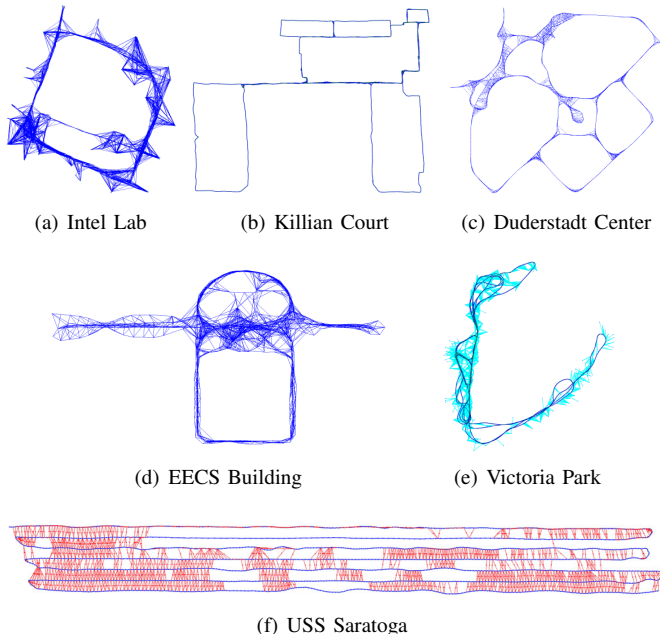 (a) Intel Lab
(b) Killian Court
(c) Duderstadt Center
(d) EECS Building
(e) Victoria Park
(f) USS Saratoga